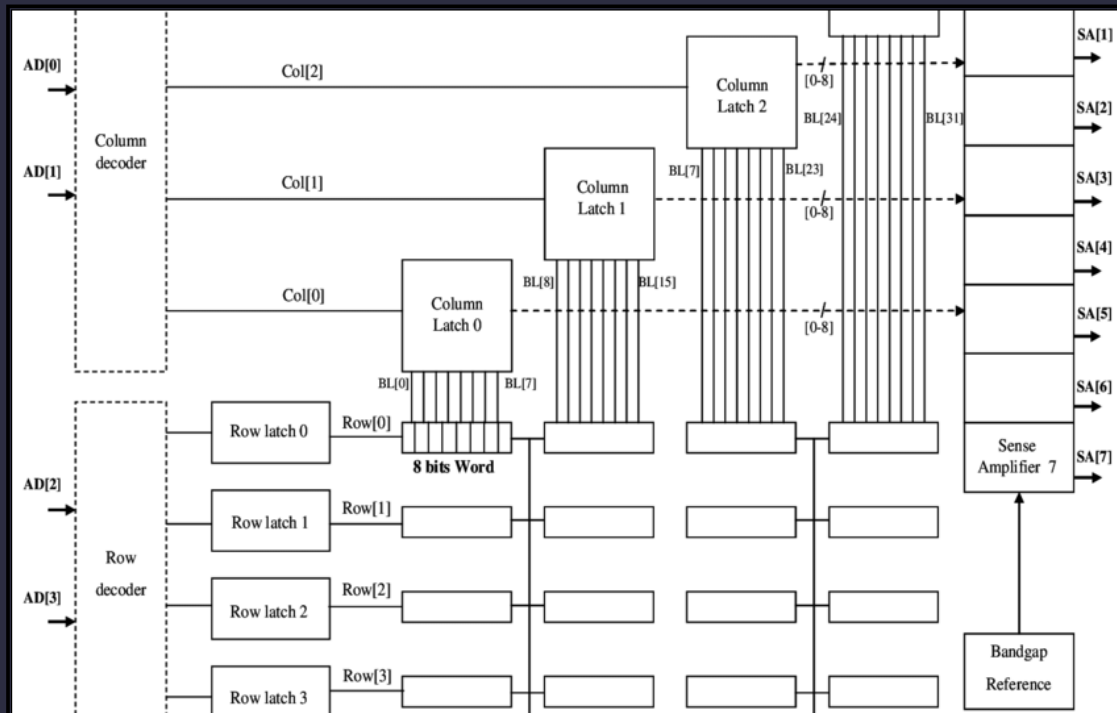 SA[1]
AD[0]
Col[2]
Column
Latch 2
[0-8]
BL[24]
BL[31]
SA[2]
Column
decoder
AD[1]
Col[1]
Column
Latch 1
BL[7]
BL[23]
[0-8]
SA[3]
SA[4]
Col[0]
Column
Latch 0
BL[8]
BL[15]
[0-8]
SA[5]
BL[0]
BL[7]
SA[6]
Row latch 0
Row[0]
8 bits Word
Sense
Amplifier 7
SA[7]
AD[2]
Row latch 1
Row[1]
Row
decoder
AD[3]
Row latch 2
Row[2]
Row latch 3
Row[3]
Bandgap
Reference